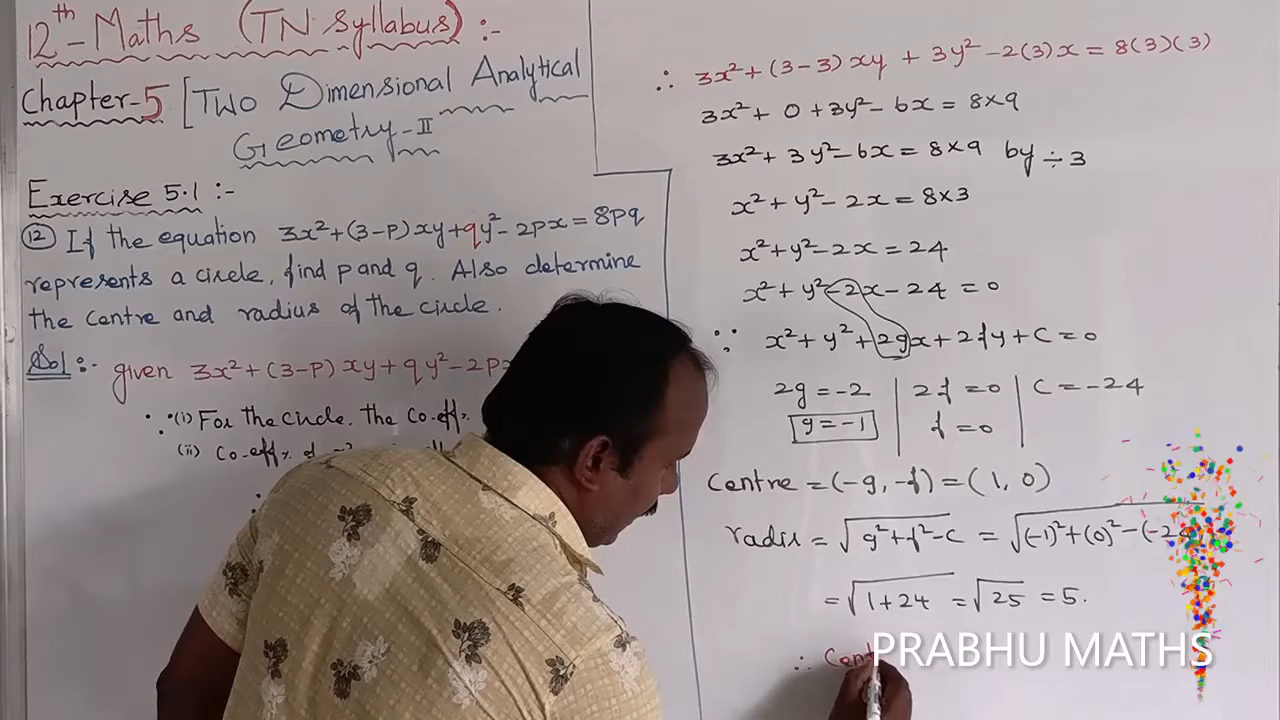 12th - Maths (TN Syllabus) :-
Chapter-5 [Two Dimensional Analytical
Geometry-II
Exercise 5.1 :-
(12) If the equation 3x²+(3-P)xy+qy²-2px=8pq
represents a circle, find p and q. Also determine
the centre and radius of the circle.
Sol :- given 3x²+(3-P)xy+qy²-2p
∵ (i) For the circle. the co-eff.
(ii) co-eff. of
∴ 3x²+(3-3)xy + 3y²-2(3)x = 8(3)(3)
3x²+ 0 +3y²- 6x = 8×9
3x²+ 3y²-6x = 8×9 by ÷3
x²+ y²- 2x = 8×3
x²+y²-2x = 24
x²+ y²-2x-24 = 0
∵ x²+y²+2gx+2fy+c=0
2g = -2 | 2f = 0 | C = -24
g = -1 | f = 0 |
Centre = (-g, -f) = (1, 0)
radiu = √g²+f²-c = √(-1)²+(0)²-(-2
= √1+24 = √25 = 5.
∴ Cent
PRABHU MATHS